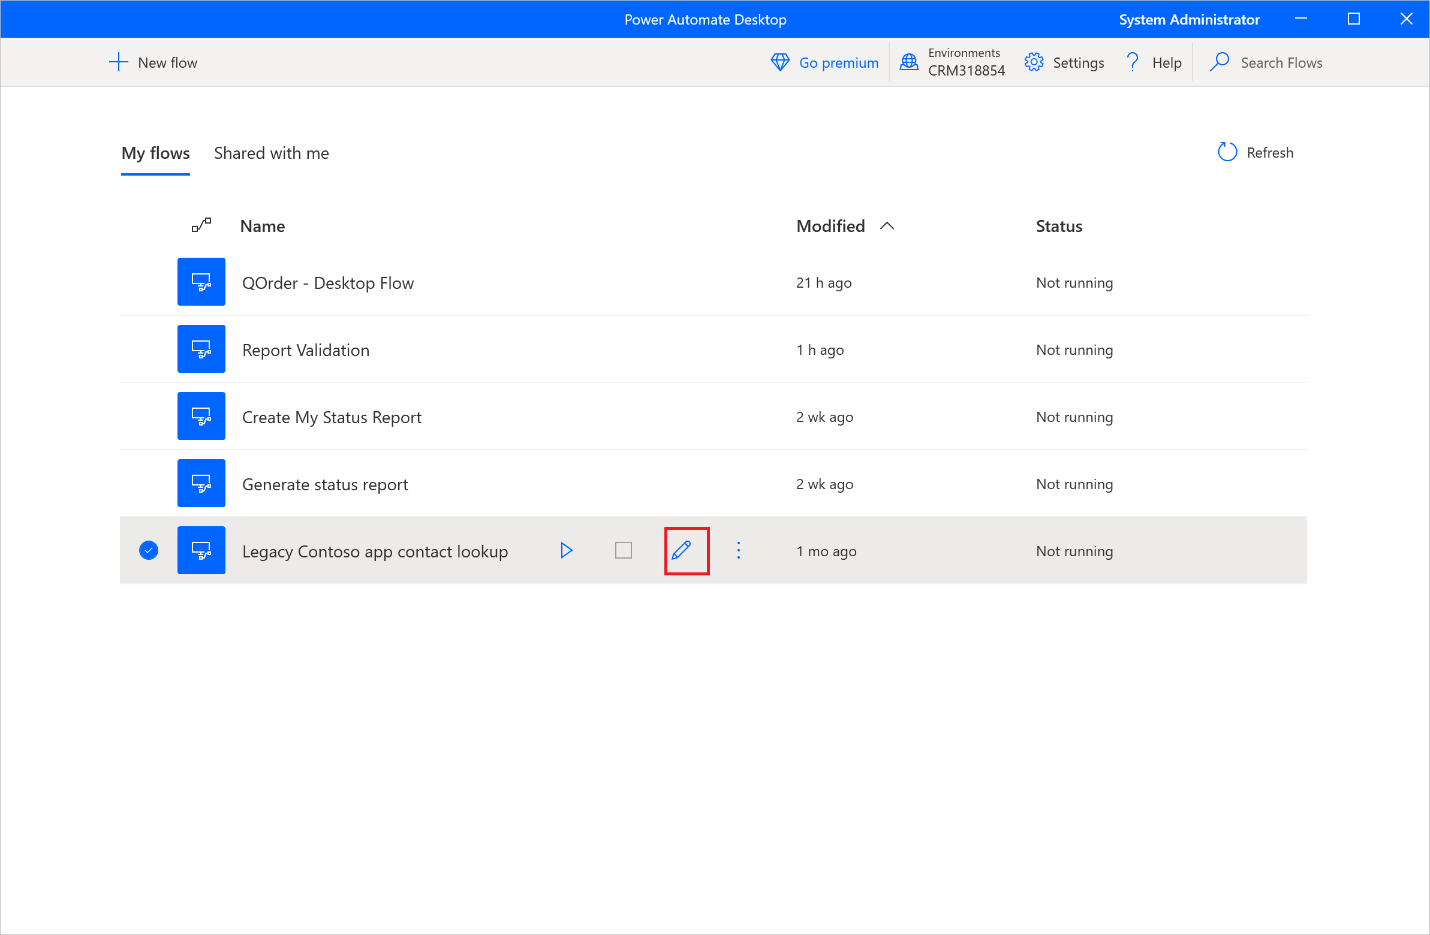 Power Automate Desktop
System Administrator
New flow
Go premium
Environments
CRM318854
Settings
Help
Search Flows
My flows
Shared with me
Refresh
Name
Modified
Status
QOrder - Desktop Flow
21 h ago
Not running
Report Validation
1 h ago
Not running
Create My Status Report
2 wk ago
Not running
Generate status report
2 wk ago
Not running
Legacy Contoso app contact lookup
1 mo ago
Not running